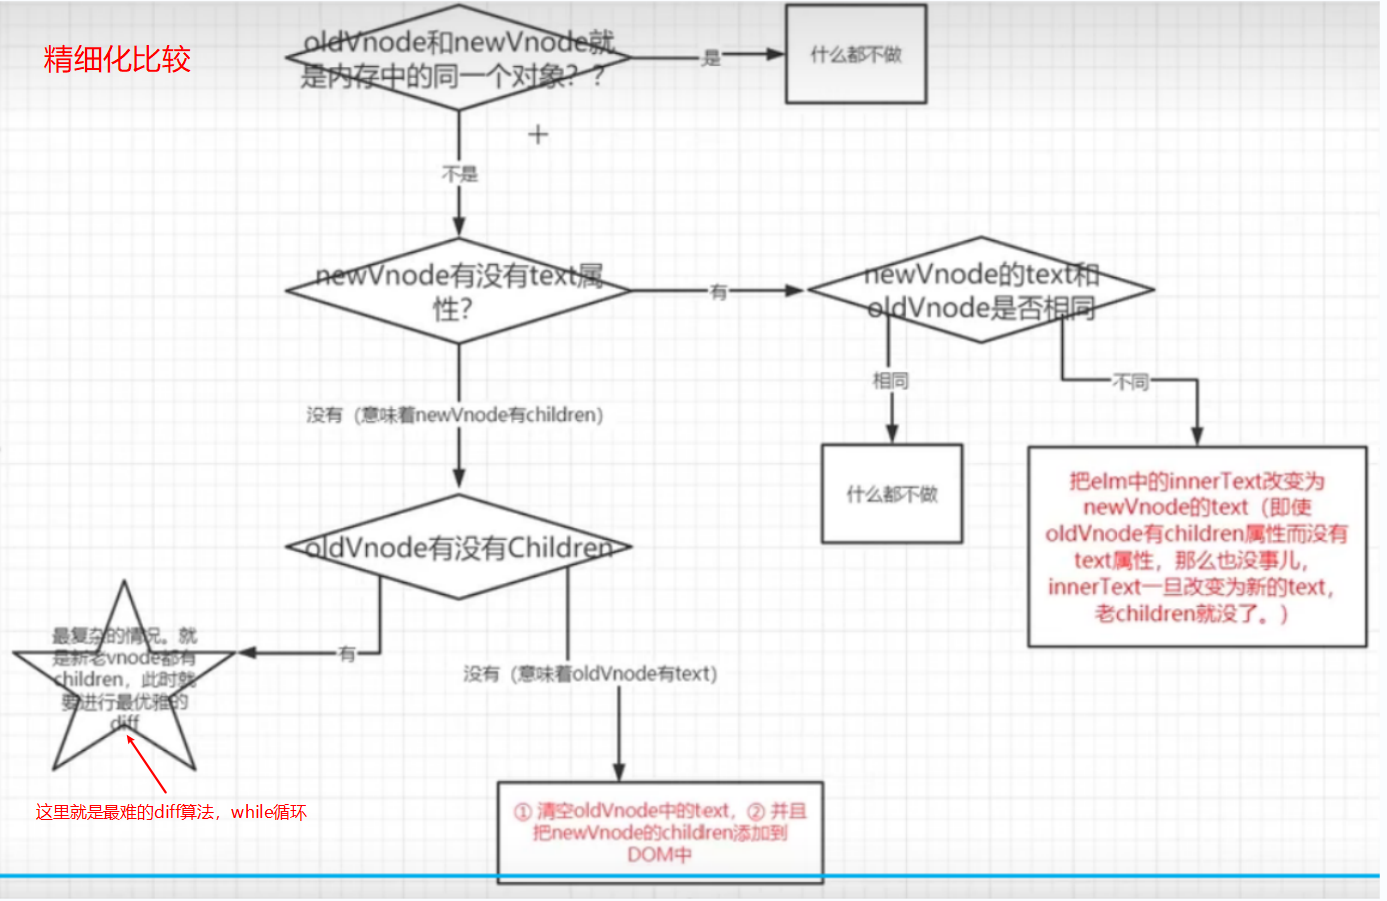 精细化比较
oldVnode和newVnode就
是内存中的同一个对象？？
是
什么都不做
不是
newVnode有没有text属
性？
有
newVnode的text和
oldVnode是否相同
相同
不同
没有（意味着newVnode有children）
什么都不做
把elm中的innerText改变为
newVnode的text（即使
oldVnode有children属性而没有
text属性，那么也没事儿，
innerText一旦改变为新的text，
老children就没了。）
oldVnode有没有Children
最复杂的情况。就
是新老vnode都有
children，此时就
要进行最优雅的
diff
有
没有（意味着oldVnode有text）
这里就是最难的diff算法，while循环
① 清空oldVnode中的text，② 并且
把newVnode的children添加到
DOM中